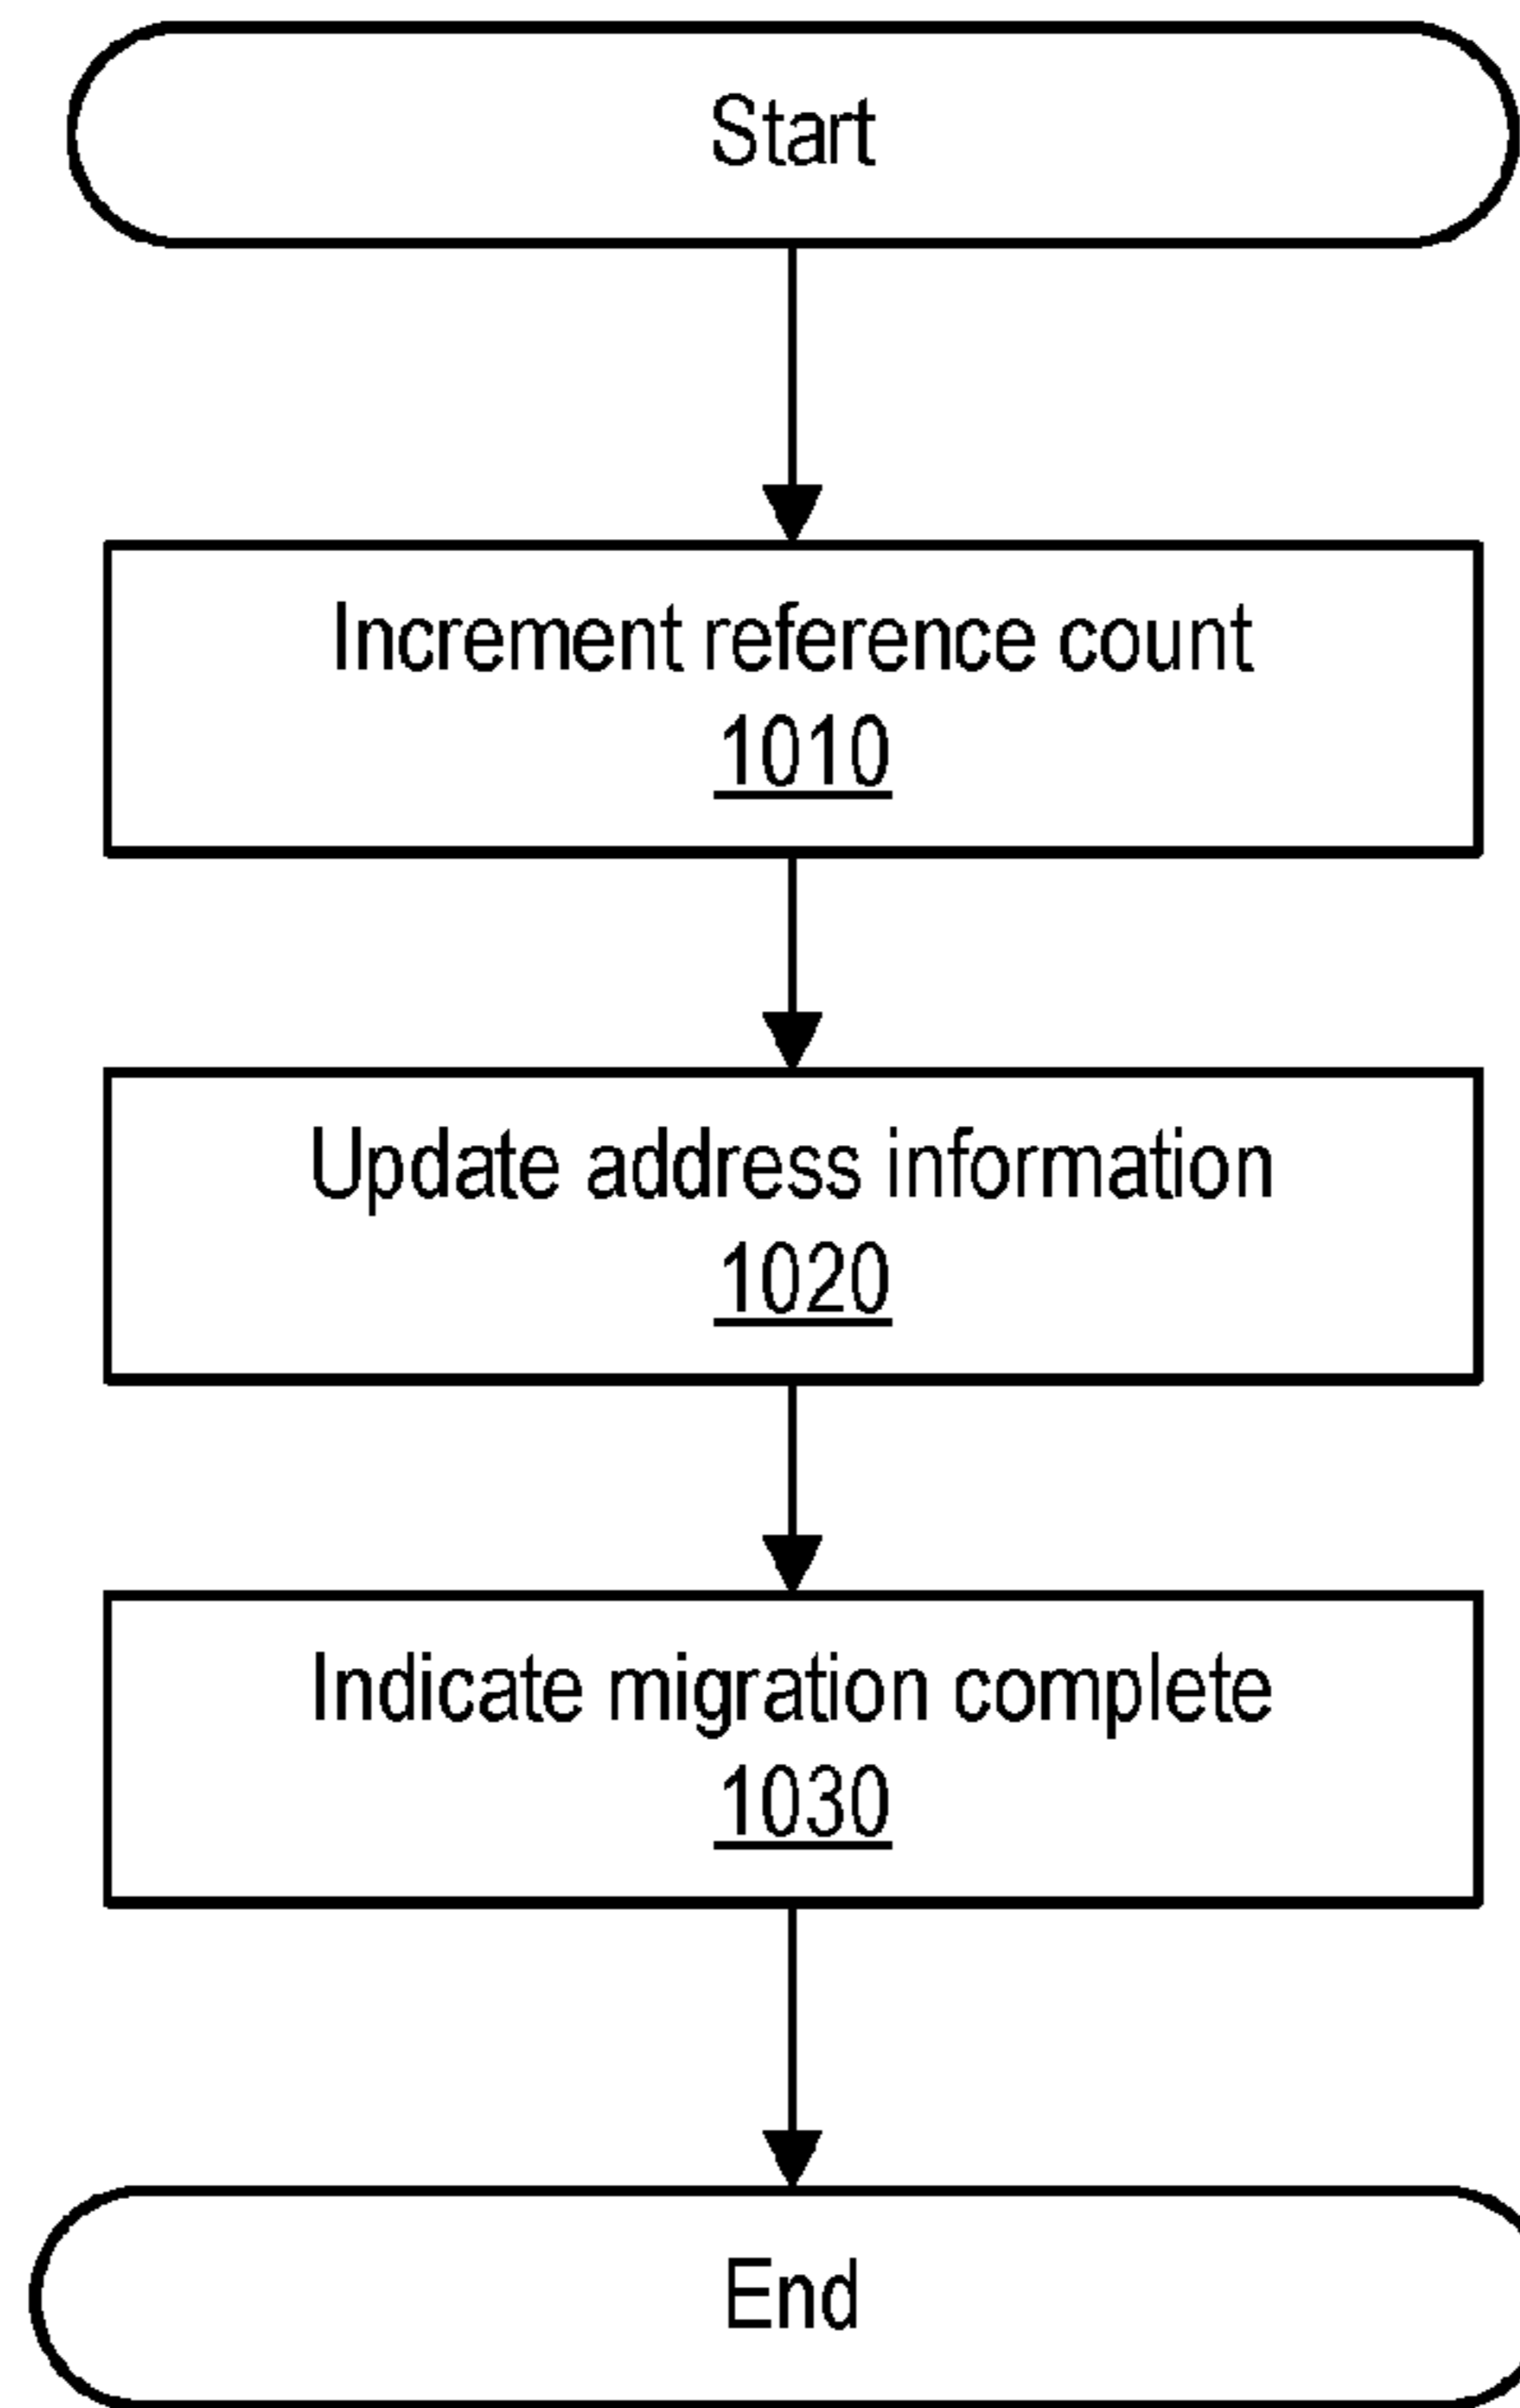 Start
Increment reference count
1010
Update address information
1020
Indicate migration complete
1030
End